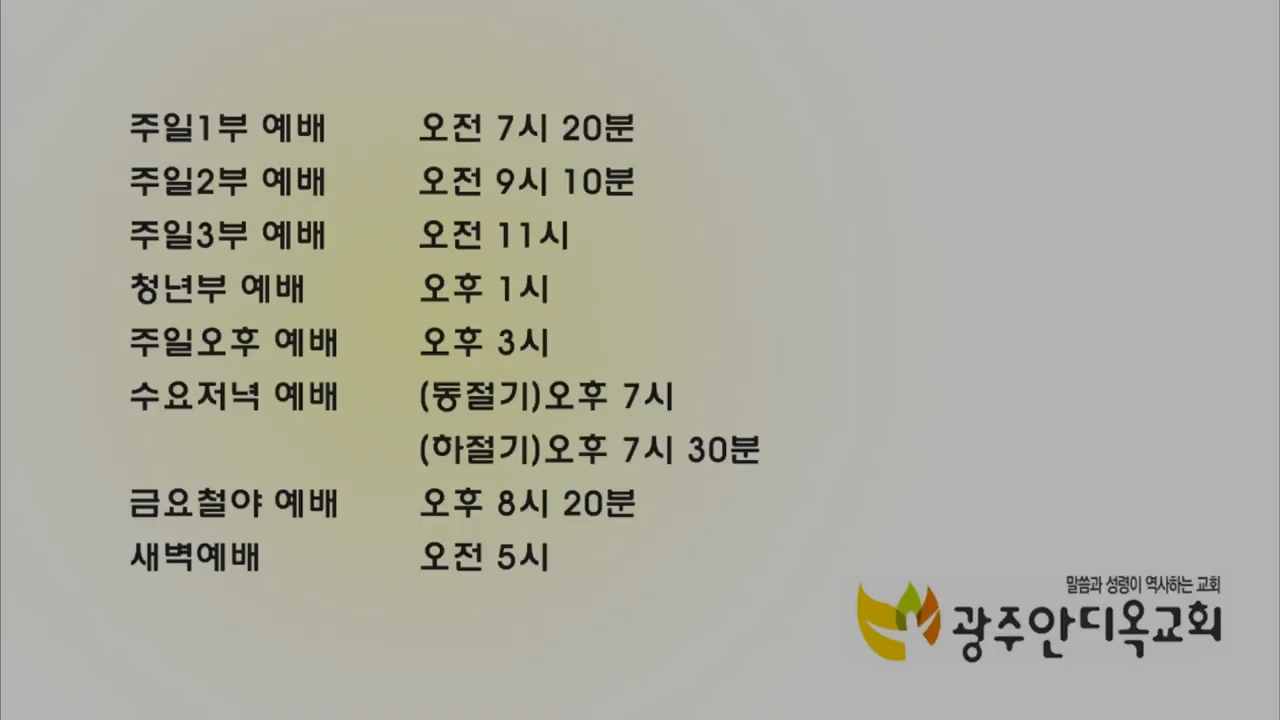 주일1부 예배 오전 7시 20분
주일2부 예배 오전 9시 10분
주일3부 예배 오전 11시
청년부 예배 오후 1시
주일오후 예배 오후 3시
수요저녁 예배 (동절기)오후 7시
(하절기)오후 7시 30분
금요철야 예배 오후 8시 20분
새벽예배 오전 5시
말씀과 성령이 역사하는 교회
광주안디옥교회